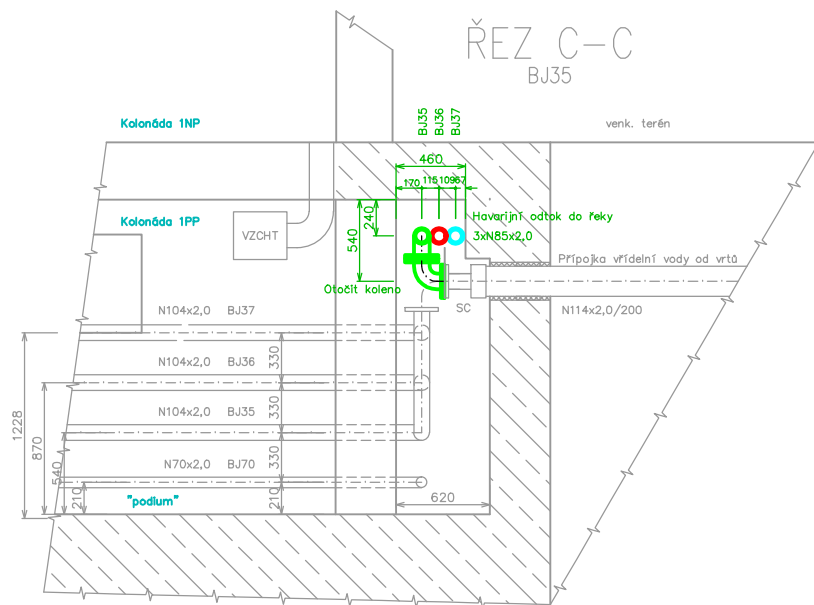 ŘEZ C-C
BJ35
BJ35
BJ36
BJ37
Kolonáda 1NP
venk. terén
460
170
115
109
67
Kolonáda 1PP
240
540
Havarijní odtok do řeky
3xN85x2,0
VZCHT
Přípojka vřídelní vody od vrtů
Otočit koleno
SC
N114x2,0/200
N104x2,0 BJ37
330
N104x2,0 BJ36
330
N104x2,0 BJ35
330
N70x2,0 BJ70
210
1228
870
540
210
"podium"
620